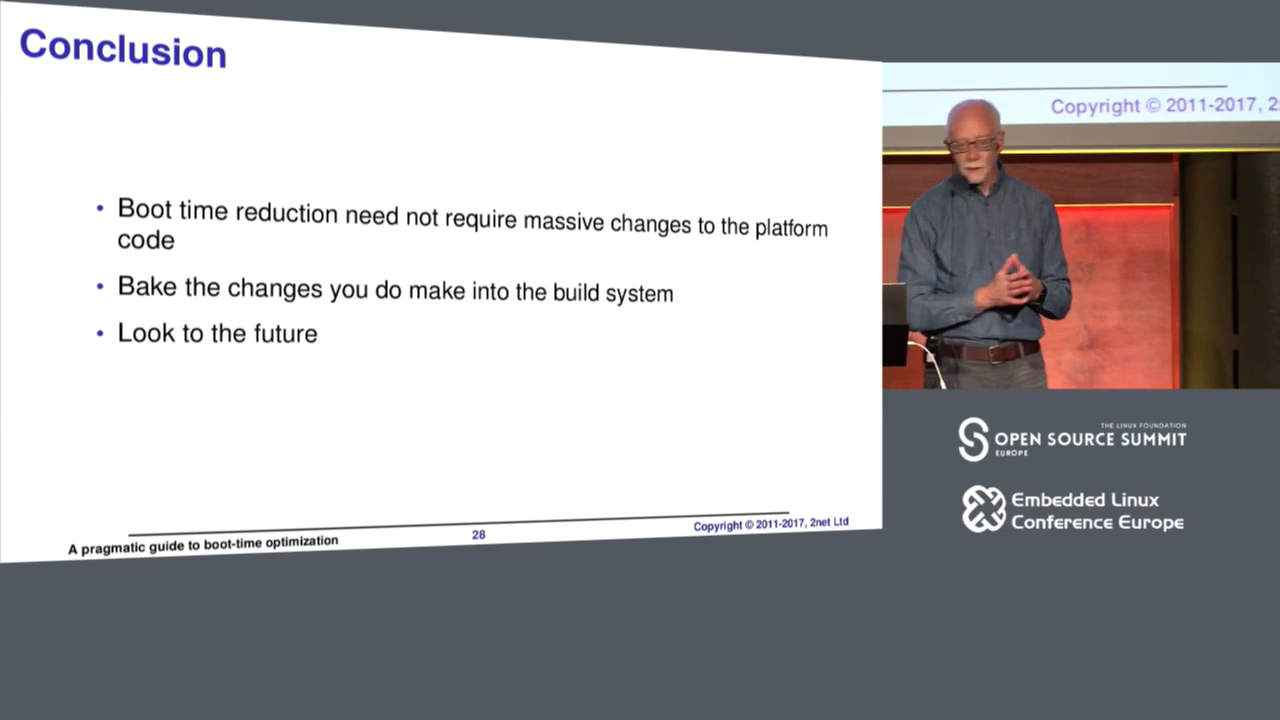 Conclusion
• Boot time reduction need not require massive changes to the platform
code
• Bake the changes you do make into the build system
• Look to the future
A pragmatic guide to boot-time optimization
28
Copyright © 2011-2017, 2net Ltd
Copyright © 2011-2017,
THE LINUX FOUNDATION
OPEN SOURCE SUMMIT
EUROPE
Embedded Linux
Conference Europe